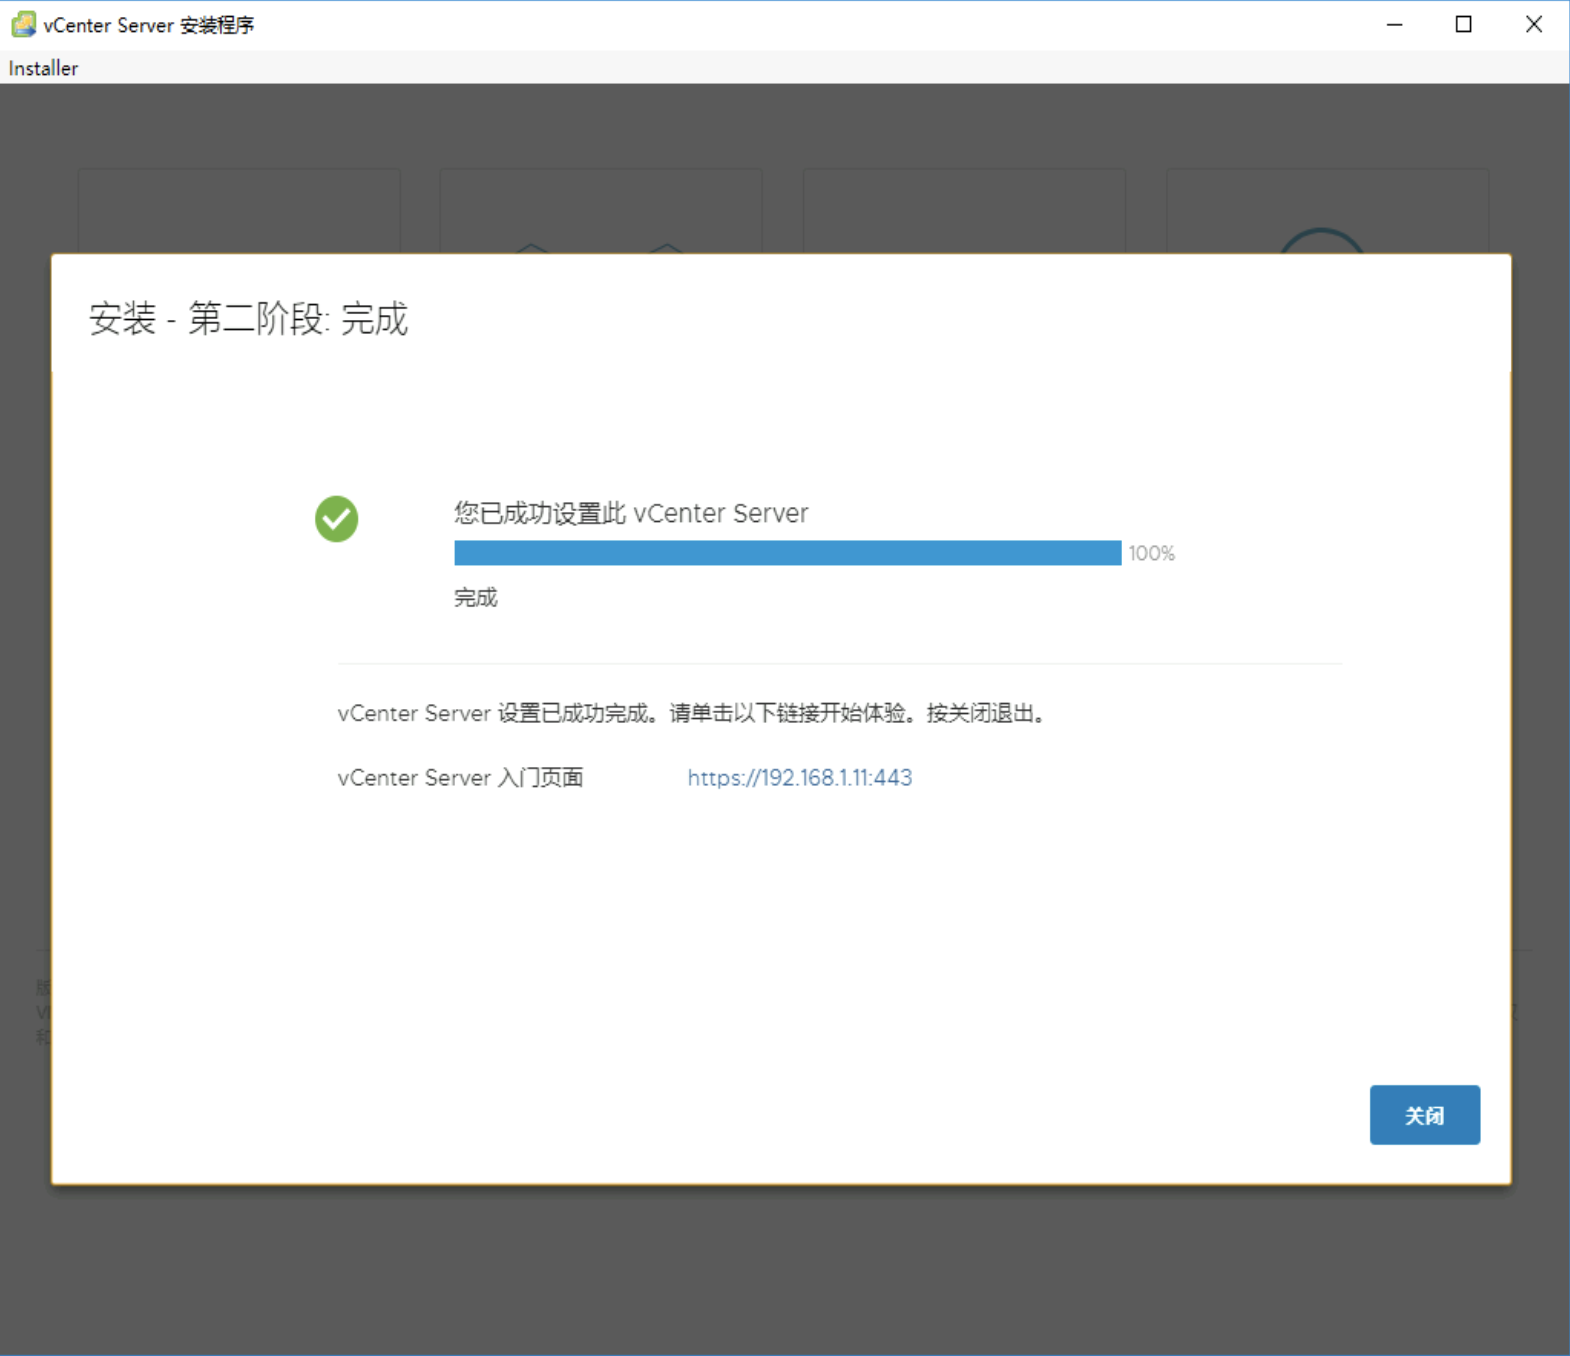 vCenter Server 安装程序
Installer
安装 - 第二阶段: 完成
您已成功设置此 vCenter Server
100%
完成
vCenter Server 设置已成功完成。请单击以下链接开始体验。按关闭退出。
vCenter Server 入门页面 https://192.168.1.11:443
关闭